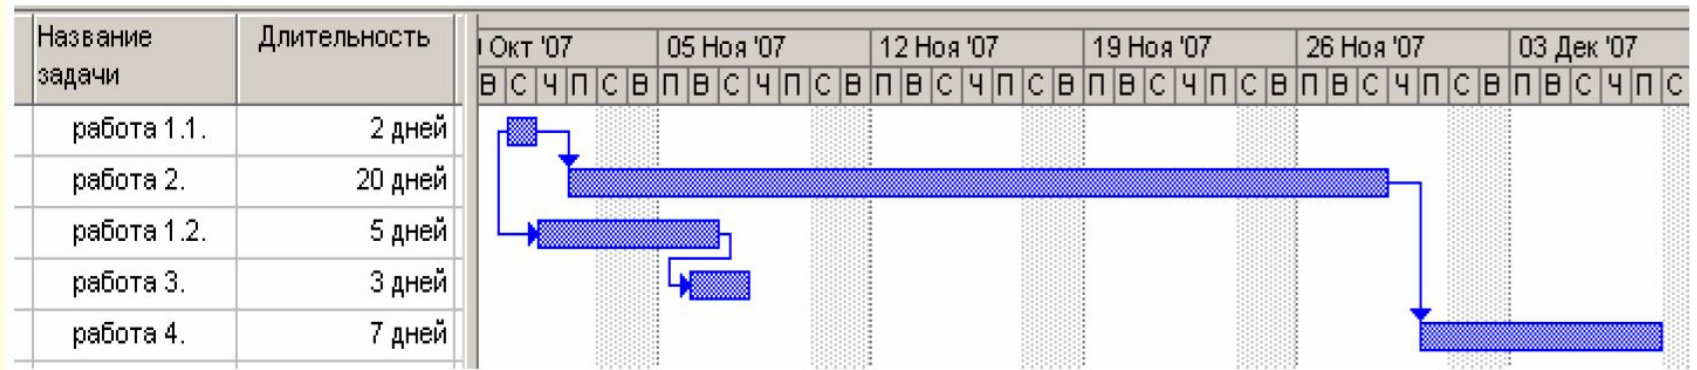 Название
задачи
Длительность
Окт '07
05 Ноя '07
12 Ноя '07
19 Ноя '07
26 Ноя '07
03 Дек '07
В С Ч П С В П В С Ч П С В П В С Ч П С В П В С Ч П С В П В С Ч П С В П В С Ч П С
работа 1.1. 2 дней
работа 2. 20 дней
работа 1.2. 5 дней
работа 3. 3 дней
работа 4. 7 дней